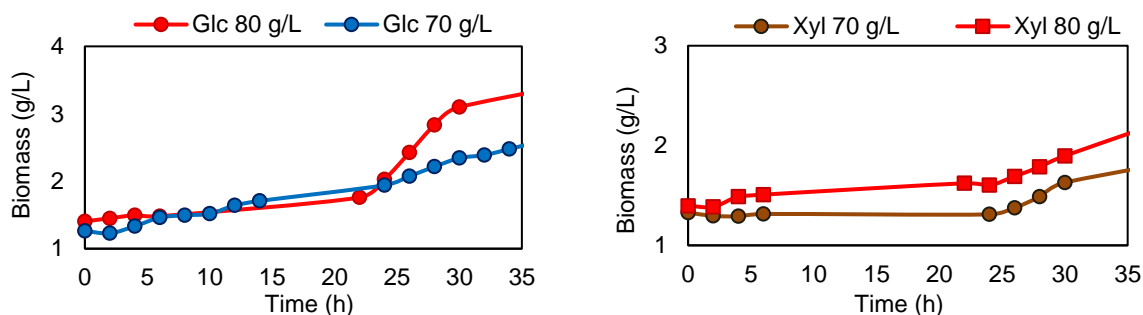 Glc 80 g/L Glc 70 g/L
4
3
2
1
Biomass (g/L)
0 5 10 15 20 25 30 35
Time (h)
Xyl 70 g/L Xyl 80 g/L
3
2
1
Biomass (g/L)
0 5 10 15 20 25 30 35
Time (h)